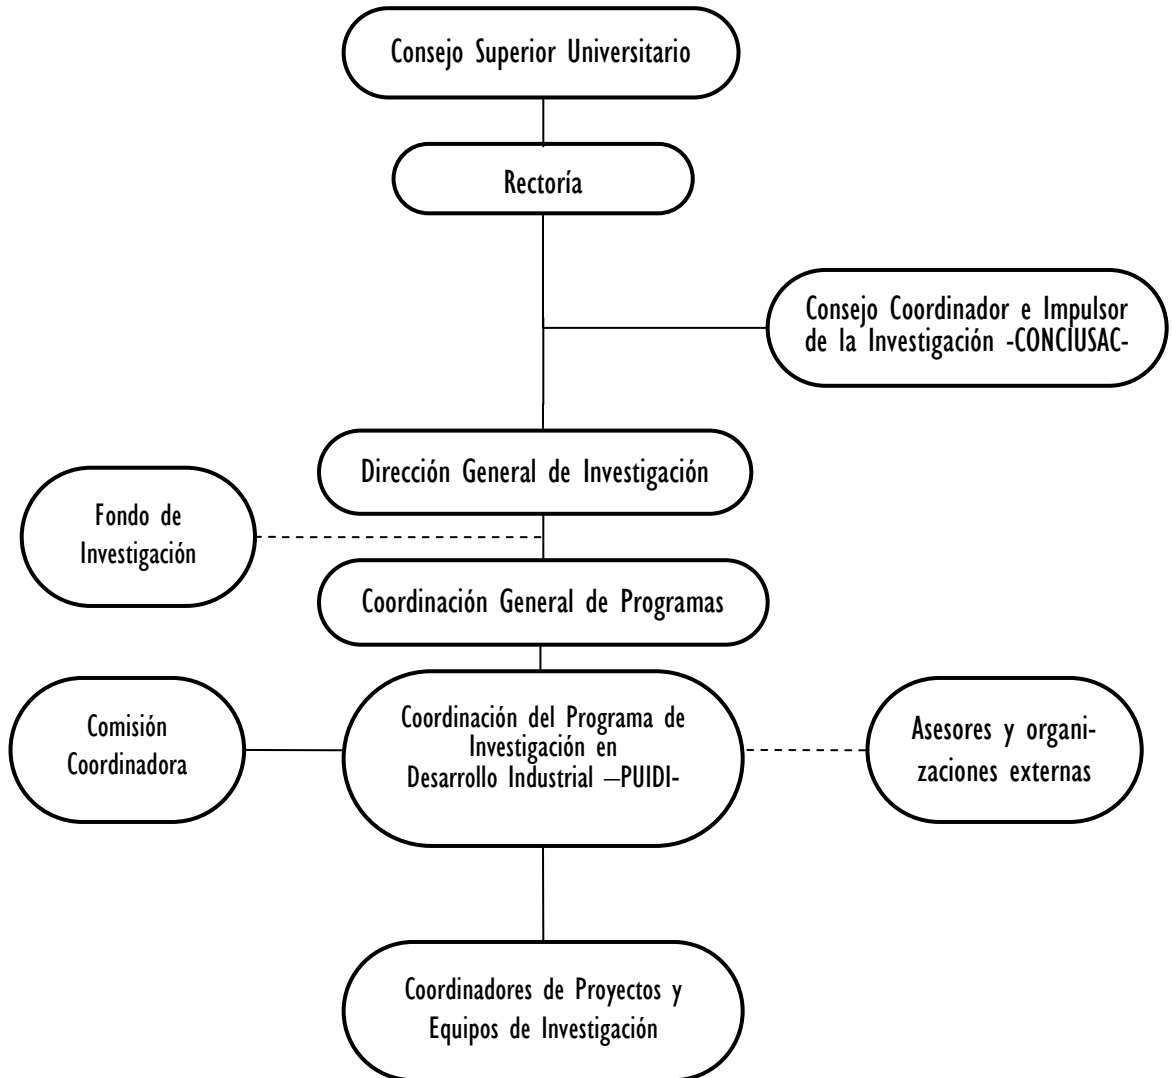 Consejo Superior Universitario
Rectoría
Consejo Coordinador e Impulsor
de la Investigación -CONCIUSAC-
Dirección General de Investigación
Fondo de
Investigación
Coordinación General de Programas
Comisión
Coordinadora
Coordinación del Programa de
Investigación en
Desarrollo Industrial –PUIDI-
Asesores y organi-
zaciones externas
Coordinadores de Proyectos y
Equipos de Investigación